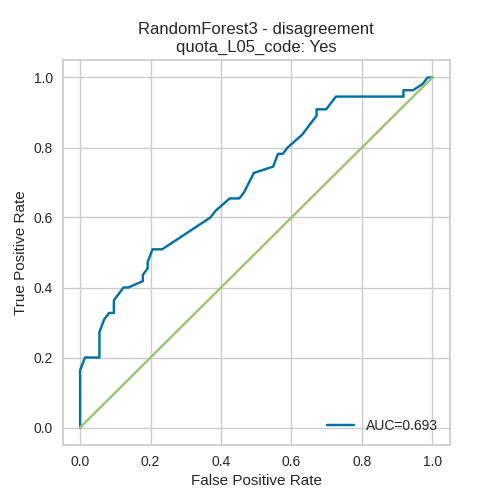 RandomForest3 - disagreement
quota_L05_code: Yes
True Positive Rate
1.0
0.8
0.6
0.4
0.2
0.0
AUC=0.693
0.0 0.2 0.4 0.6 0.8 1.0
False Positive Rate